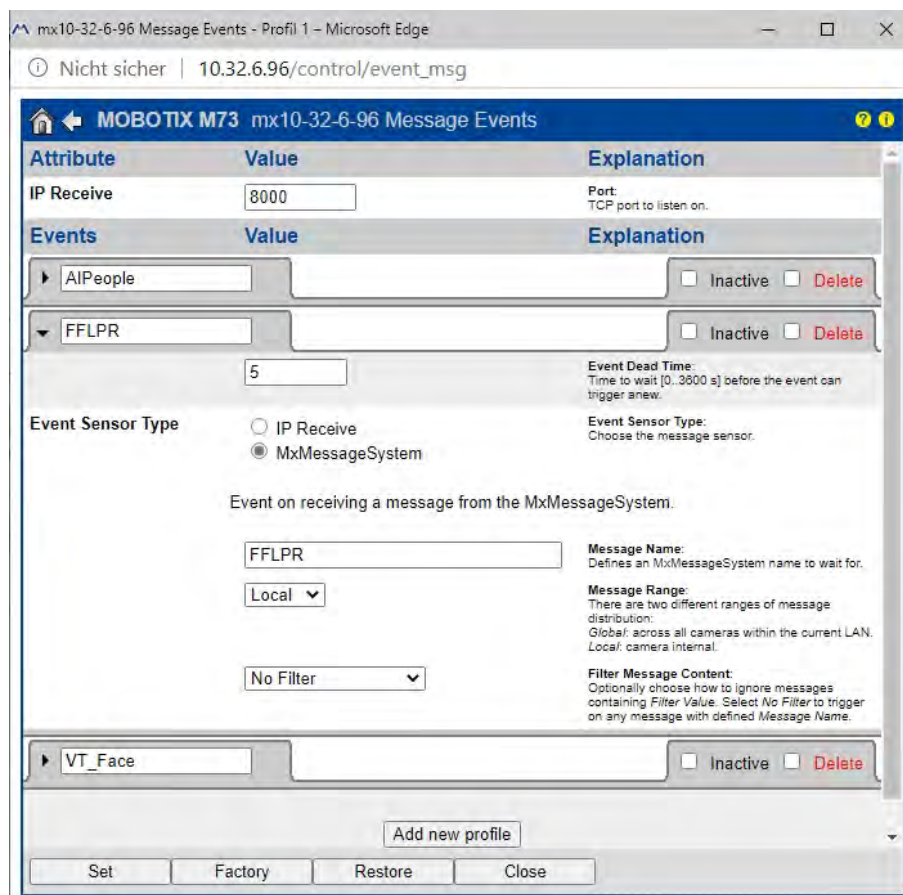 mx10-32-6-96 Message Events - Profil 1 – Microsoft Edge
Nicht sicher | 10.32.6.96/control/event_msg
MOBOTIX M73 mx10-32-6-96 Message Events
Attribute Value Explanation
IP Receive 8000 Port:
TCP port to listen on.
Events Value Explanation
AIPeople Inactive Delete
FFLPR Inactive Delete
5 Event Dead Time:
Time to wait [0..3600 s] before the event can
trigger anew.
Event Sensor Type IP Receive Event Sensor Type:
Choose the message sensor.
MxMessageSystem
Event on receiving a message from the MxMessageSystem.
FFLPR Message Name:
Defines an MxMessageSystem name to wait for.
Local Message Range:
There are two different ranges of message
distribution:
Global: across all cameras within the current LAN.
Local: camera internal.
No Filter Filter Message Content:
Optionally choose how to ignore messages
containing Filter Value. Select No Filter to trigger
on any message with defined Message Name.
VT_Face Inactive Delete
Add new profile
Set Factory Restore Close